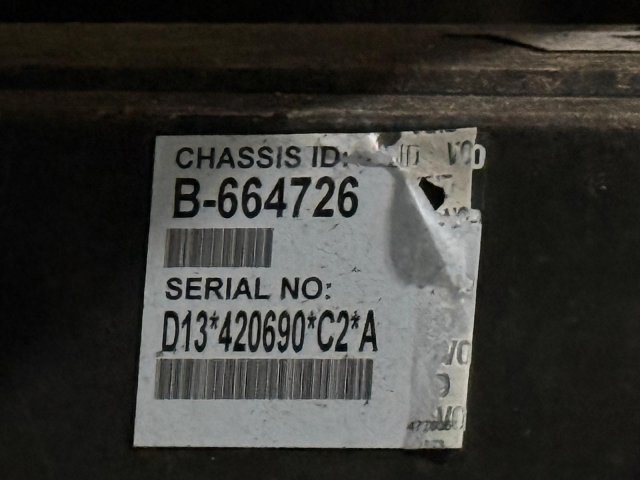 CHASSIS ID:
B-664726
SERIAL NO:
D13*420690*C2*A